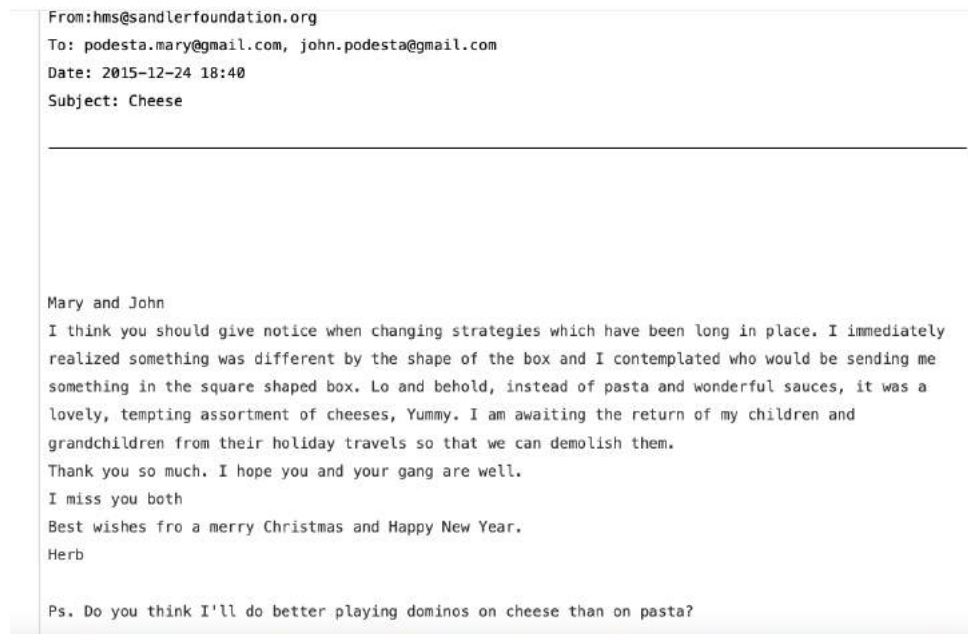 From:hms@sandlerfoundation.org
To: podesta.mary@gmail.com, john.podesta@gmail.com
Date: 2015-12-24 18:40
Subject: Cheese
Mary and John
I think you should give notice when changing strategies which have been long in place. I immediately
realized something was different by the shape of the box and I contemplated who would be sending me
something in the square shaped box. Lo and behold, instead of pasta and wonderful sauces, it was a
lovely, tempting assortment of cheeses, Yummy. I am awaiting the return of my children and
grandchildren from their holiday travels so that we can demolish them.
Thank you so much. I hope you and your gang are well.
I miss you both
Best wishes fro a merry Christmas and Happy New Year.
Herb
Ps. Do you think I'll do better playing dominos on cheese than on pasta?